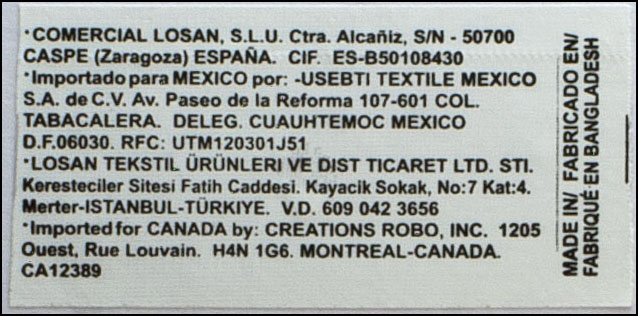 *COMERCIAL LOSAN, S.L.U. Ctra. Alcañiz, S/N - 50700
CASPE (Zaragoza) ESPAÑA. CIF. ES-B50108430
*Importado para MEXICO por: -USEBTI TEXTILE MEXICO
S.A. de C.V. Av. Paseo de la Reforma 107-601 COL.
TABACALERA. DELEG. CUAUHTEMOC MEXICO
D.F.06030. RFC: UTM120301J51
*LOSAN TEKSTIL ÜRÜNLERI VE DIST TICARET LTD. STI.
Keresteciler Sitesi Fatih Caddesi. Kayacik Sokak, No:7 Kat:4.
Merter-ISTANBUL-TÜRKIYE. V.D. 609 042 3656
*Imported for CANADA by: CREATIONS ROBO, INC. 1205
Ouest, Rue Louvain. H4N 1G6. MONTREAL-CANADA.
CA12389
MADE IN/ FABRICADO EN/
FABRIQUÉ EN BANGLADESH